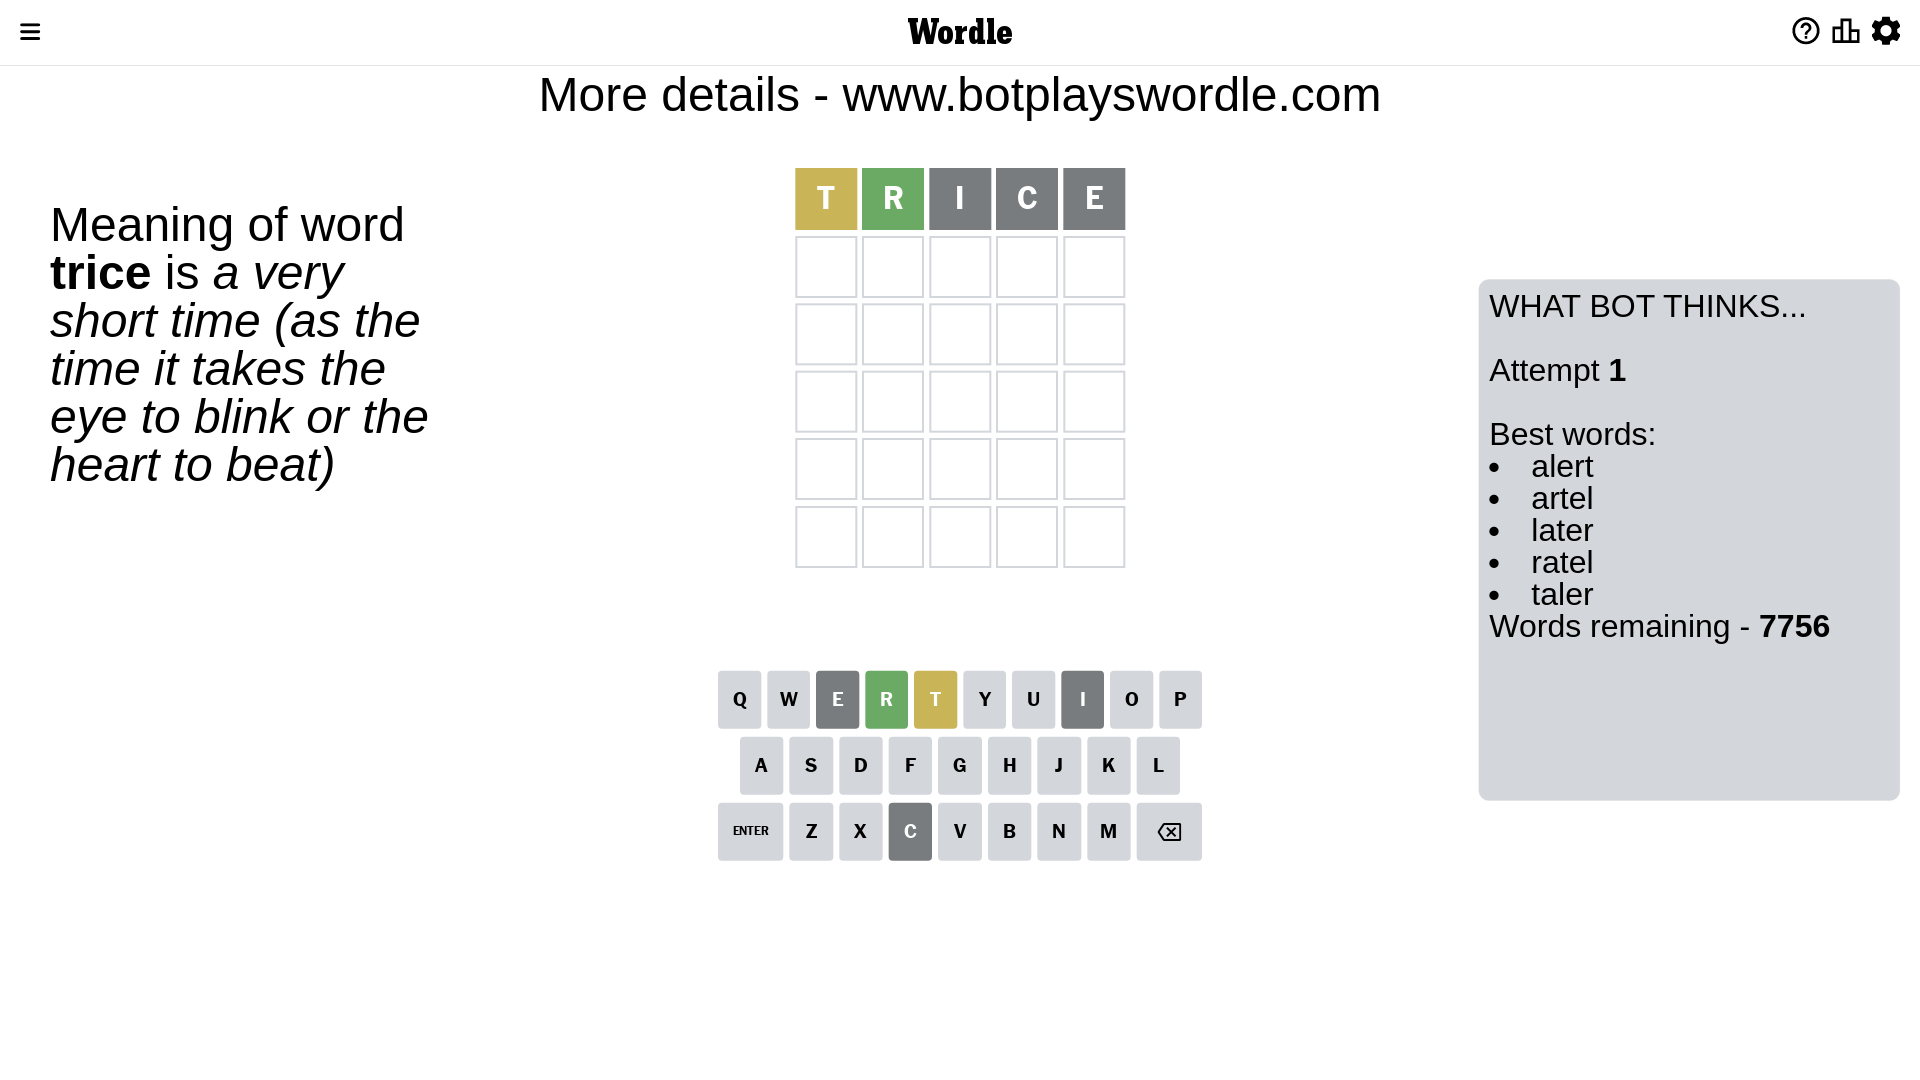 Wordle
More details - www.botplayswordle.com
Meaning of word
trice is a very
short time (as the
time it takes the
eye to blink or the
heart to beat)
T R I C E
WHAT BOT THINKS...
Attempt 1
Best words:
• alert
• artel
• later
• ratel
• taler
Words remaining - 7756
Q W E R T Y U I O P
A S D F G H J K L
ENTER Z X C V B N M